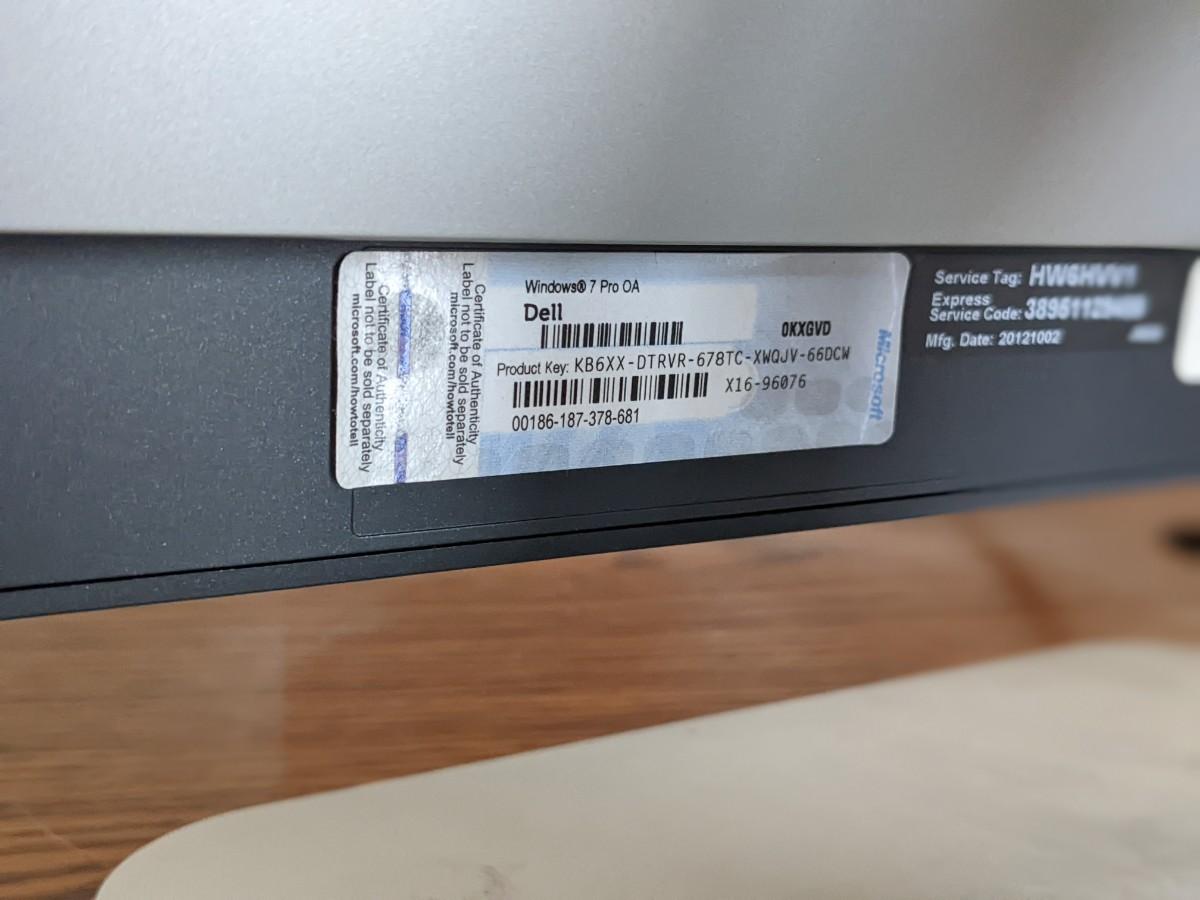 Certificate of Authenticity
Label not to be sold separately
microsoft.com/howtotell
Certificate of Authenticity
Label not to be sold separately
microsoft.com/howtotell
Windows® 7 Pro OA
Dell
0KXGVD
Product Key: KB6XX-DTRVR-678TC-XWQJV-66DCW
X16-96076
00186-187-378-681
Microsoft
Service Tag:
Express
Service Code:
Mfg. Date: 20121002